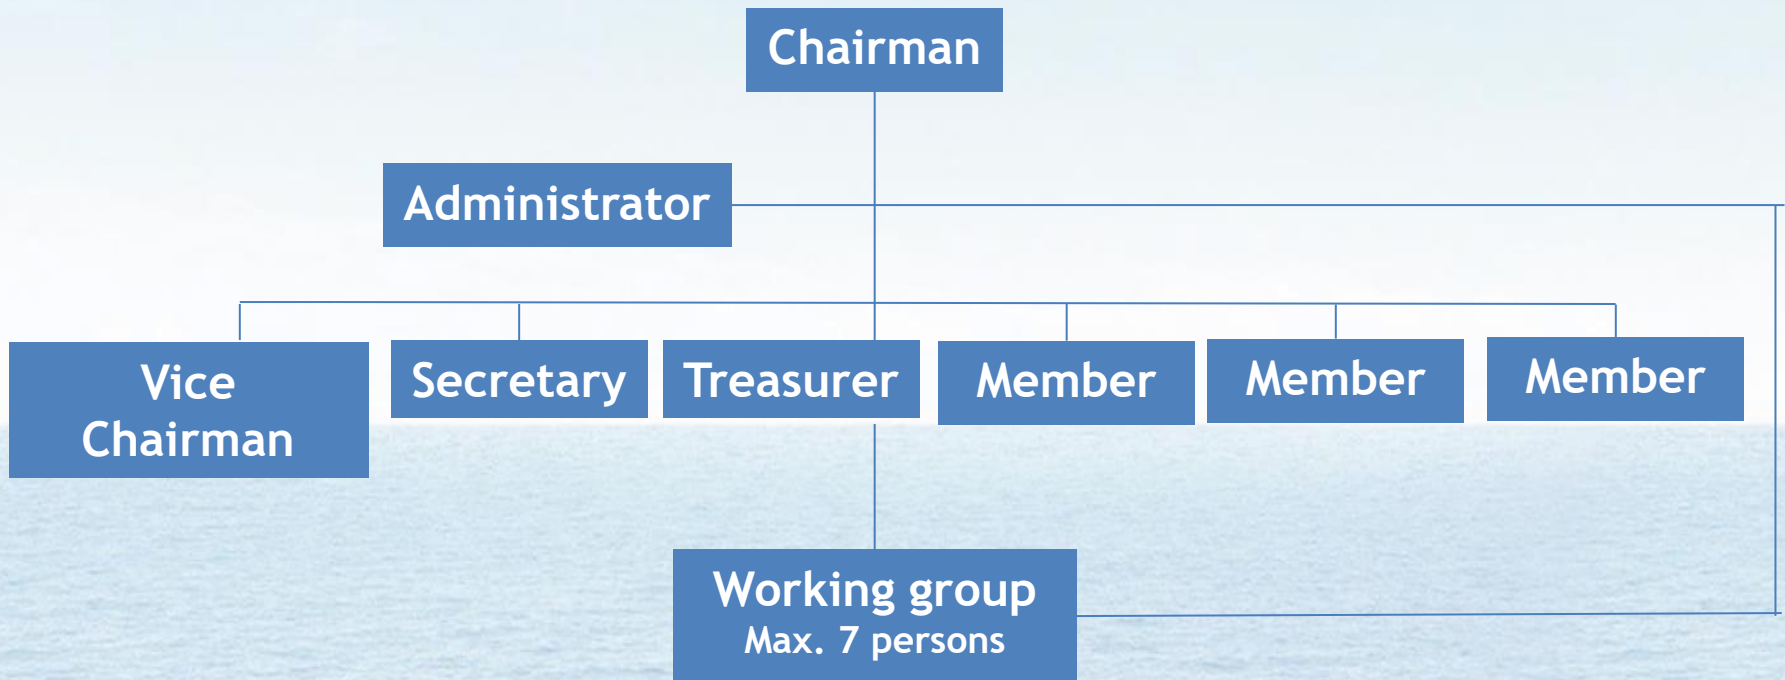 Chairman
Administrator
Vice
Chairman
Secretary
Treasurer
Member
Member
Member
Working group
Max. 7 persons